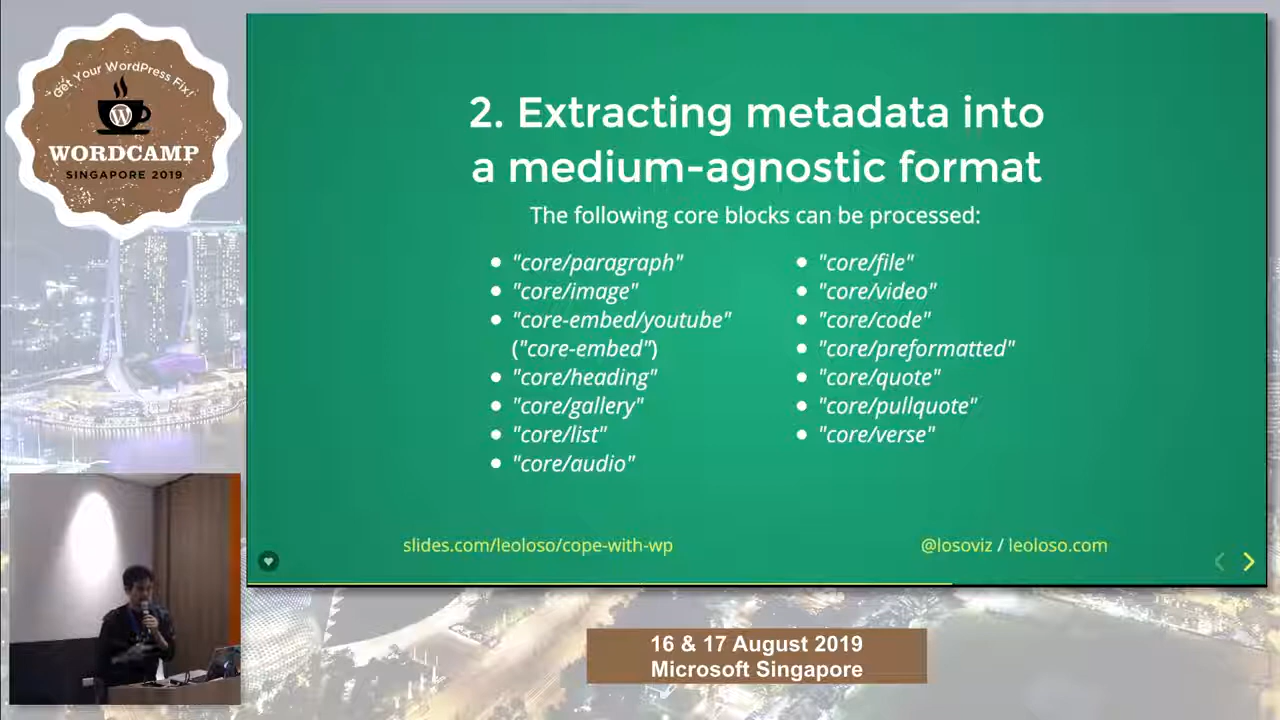 Get Your WordPress Fix!
WORDCAMP
SINGAPORE 2019
2. Extracting metadata into
a medium-agnostic format
The following core blocks can be processed:
"core/paragraph"
"core/image"
"core-embed/youtube"
("core-embed")
"core/heading"
"core/gallery"
"core/list"
"core/audio"
"core/file"
"core/video"
"core/code"
"core/preformatted"
"core/quote"
"core/pullquote"
"core/verse"
slides.com/leoloso/cope-with-wp
@losoviz / leoloso.com
16 & 17 August 2019
Microsoft Singapore